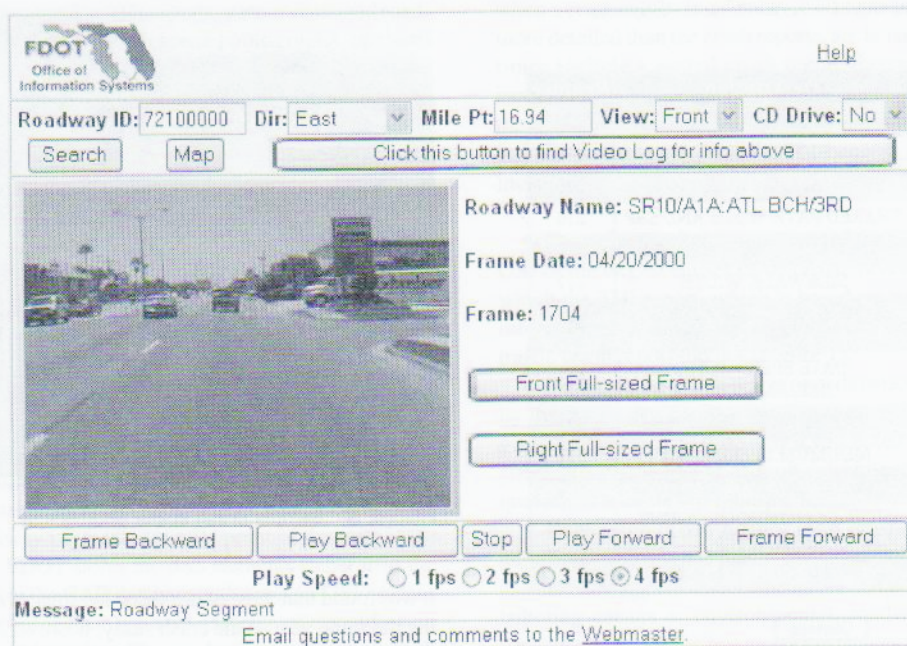 FDOT
Office of
Information Systems
Help
Roadway ID: 72100000 Dir: East Mile Pt: 16.94 View: Front CD Drive: No
Search Map Click this button to find Video Log for info above
Roadway Name: SR10/A1A:ATL BCH/3RD
Frame Date: 04/20/2000
Frame: 1704
Front Full-sized Frame
Right Full-sized Frame
Frame Backward Play Backward Stop Play Forward Frame Forward
Play Speed: 1 fps 2 fps 3 fps 4 fps
Message: Roadway Segment
Email questions and comments to the Webmaster.